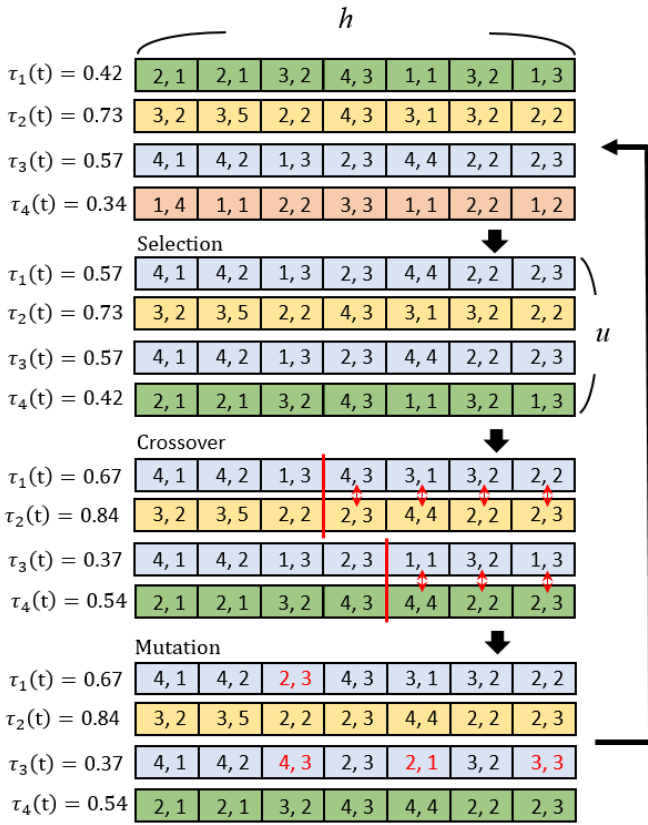 h
τ₁(t) = 0.42 2, 1 2, 1 3, 2 4, 3 1, 1 3, 2 1, 3
τ₂(t) = 0.73 3, 2 3, 5 2, 2 4, 3 3, 1 3, 2 2, 2
τ₃(t) = 0.57 4, 1 4, 2 1, 3 2, 3 4, 4 2, 2 2, 3
τ₄(t) = 0.34 1, 4 1, 1 2, 2 3, 3 1, 1 2, 2 1, 2
Selection
τ₁(t) = 0.57 4, 1 4, 2 1, 3 2, 3 4, 4 2, 2 2, 3
τ₂(t) = 0.73 3, 2 3, 5 2, 2 4, 3 3, 1 3, 2 2, 2
u
τ₃(t) = 0.57 4, 1 4, 2 1, 3 2, 3 4, 4 2, 2 2, 3
τ₄(t) = 0.42 2, 1 2, 1 3, 2 4, 3 1, 1 3, 2 1, 3
Crossover
τ₁(t) = 0.67 4, 1 4, 2 1, 3 4, 3 3, 1 3, 2 2, 2
τ₂(t) = 0.84 3, 2 3, 5 2, 2 2, 3 4, 4 2, 2 2, 3
τ₃(t) = 0.37 4, 1 4, 2 1, 3 2, 3 1, 1 3, 2 1, 3
τ₄(t) = 0.54 2, 1 2, 1 3, 2 4, 3 4, 4 2, 2 2, 3
Mutation
τ₁(t) = 0.67 4, 1 4, 2 2, 3 4, 3 3, 1 3, 2 2, 2
τ₂(t) = 0.84 3, 2 3, 5 2, 2 2, 3 4, 4 2, 2 2, 3
τ₃(t) = 0.37 4, 1 4, 2 4, 3 2, 3 2, 1 3, 2 3, 3
τ₄(t) = 0.54 2, 1 2, 1 3, 2 4, 3 4, 4 2, 2 2, 3